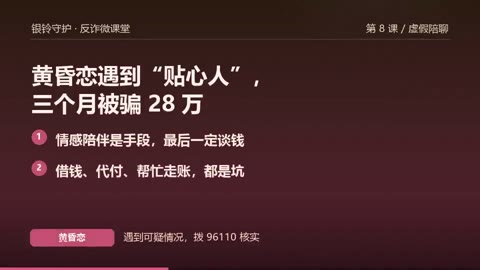 银铃守护 · 反诈微课堂
第 8 课 / 虚假陪聊
黄昏恋遇到“贴心人”，
三个月被骗 28 万
1 情感陪伴是手段，最后一定谈钱
2 借钱、代付、帮忙走账，都是坑
黄昏恋
遇到可疑情况，拨 96110 核实